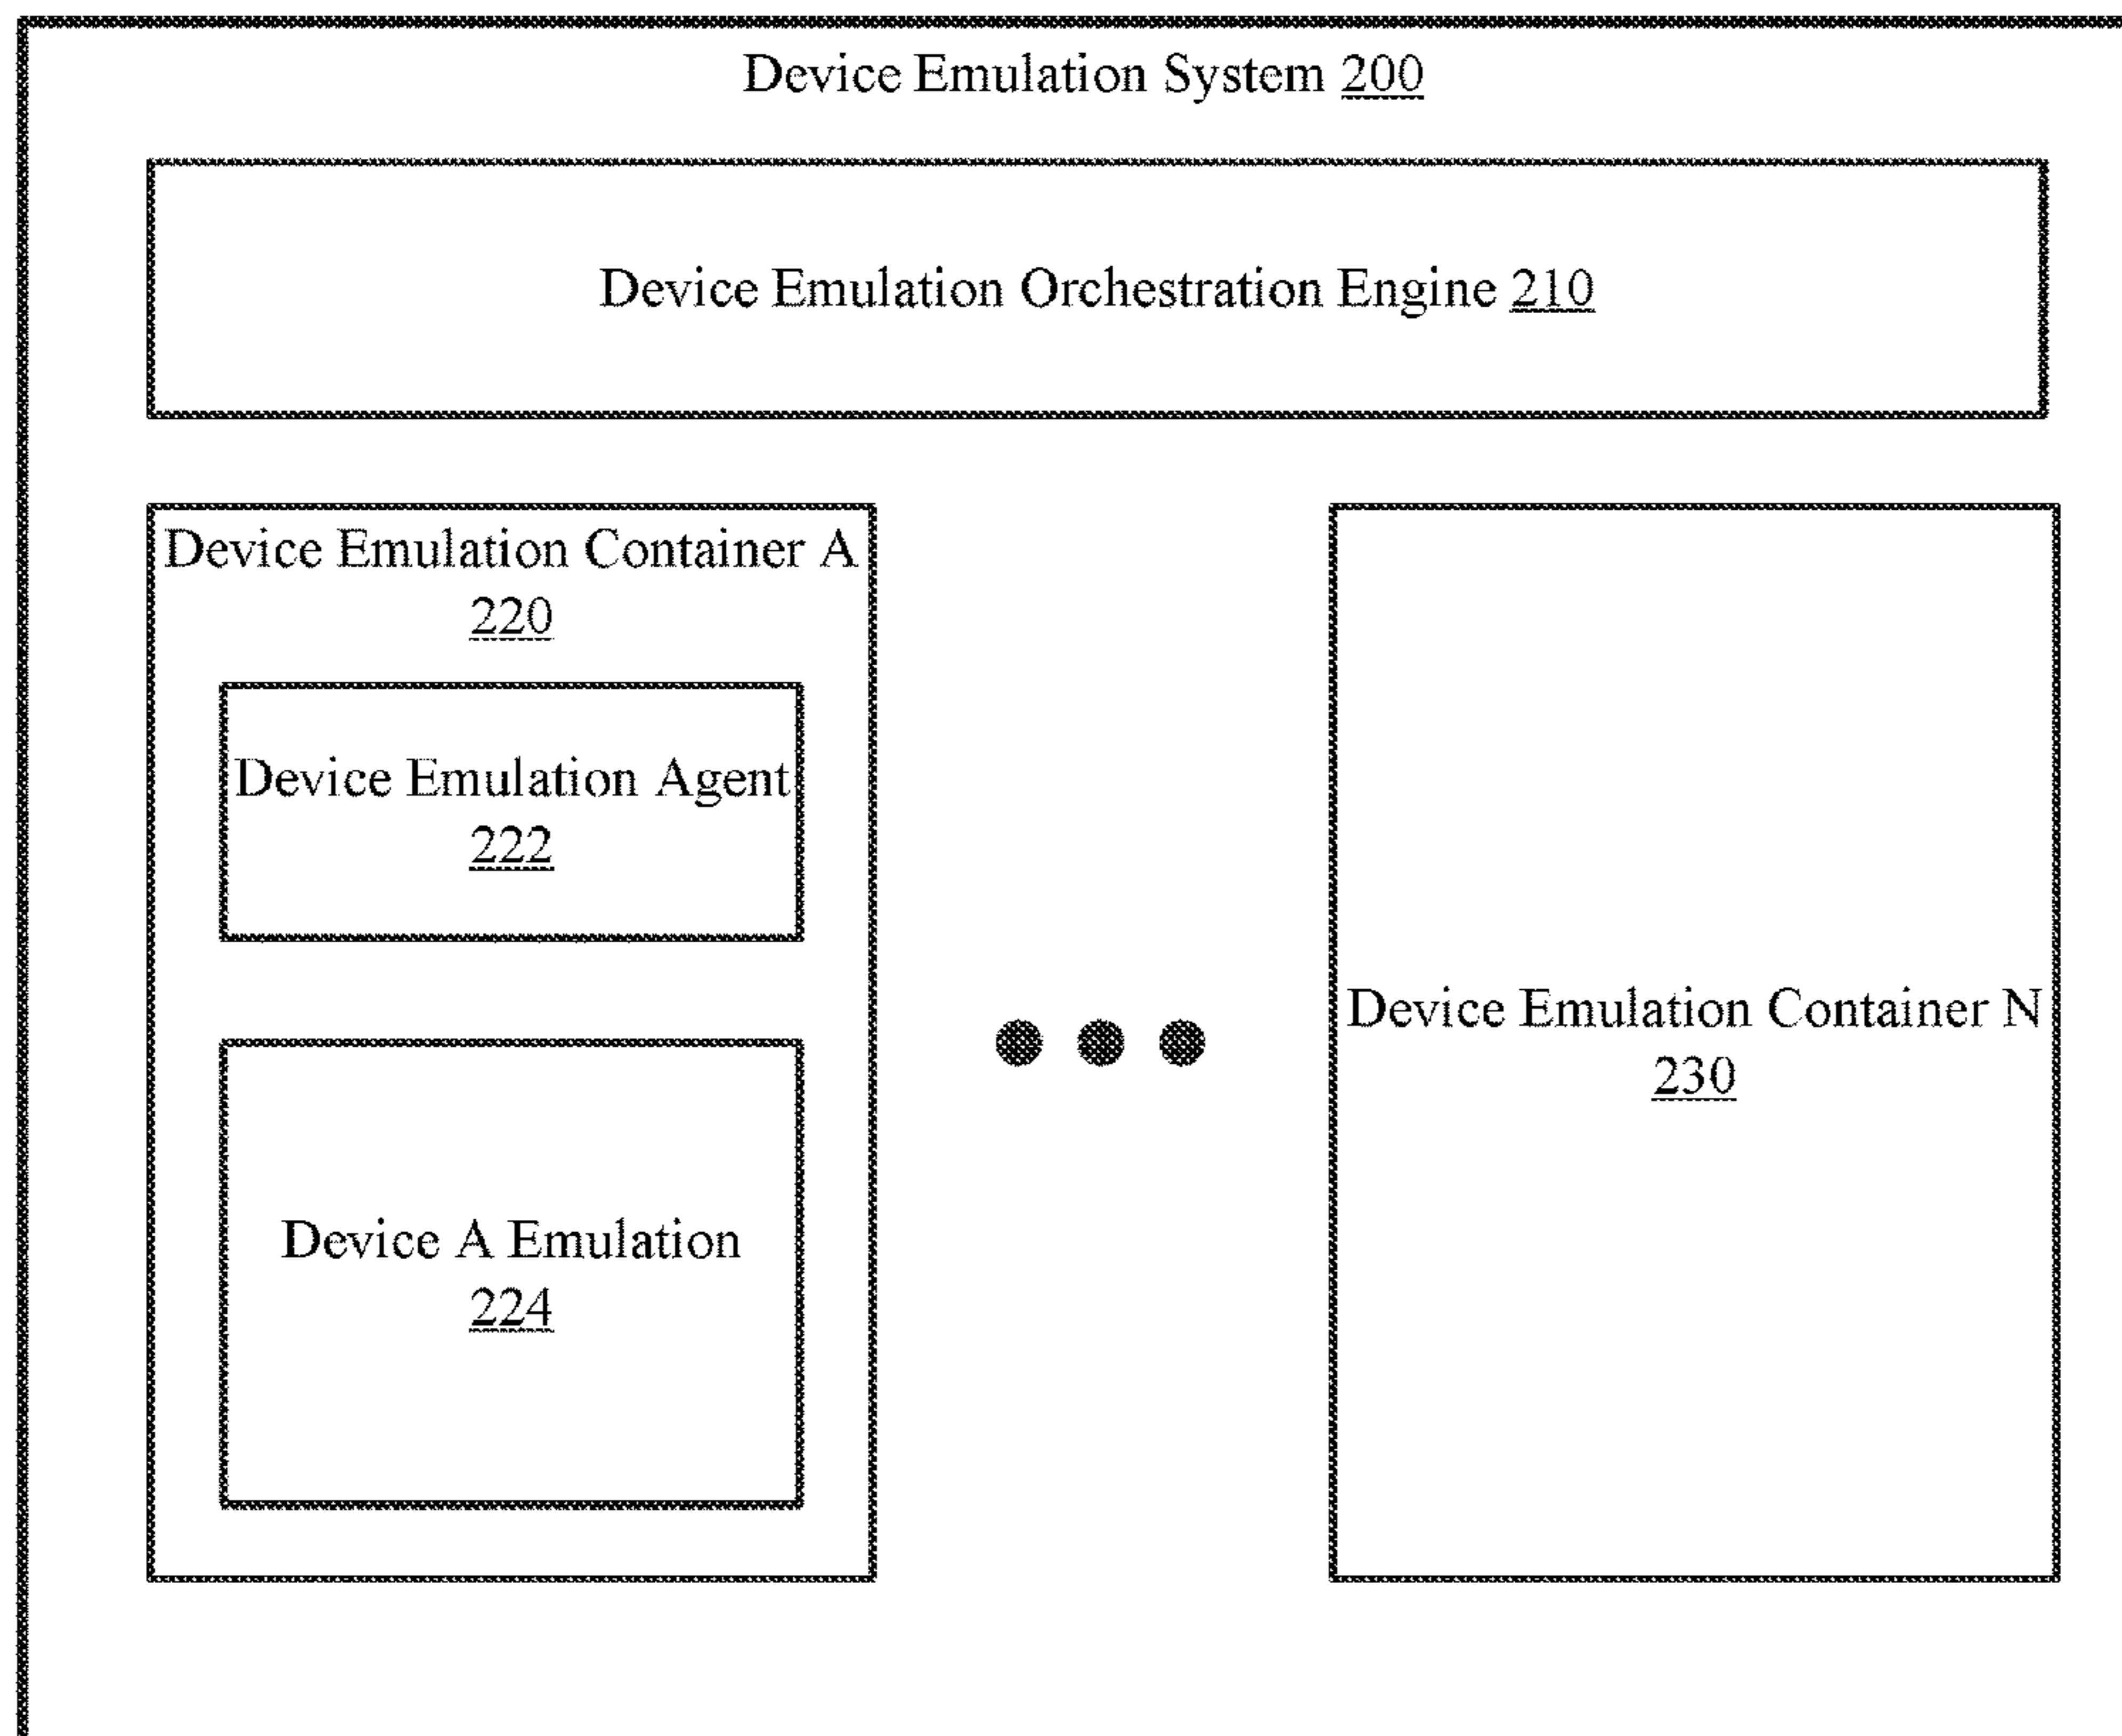 Device Emulation System 200
Device Emulation Orchestration Engine 210
Device Emulation Container A
220
Device Emulation Agent
222
Device A Emulation
224
Device Emulation Container N
230